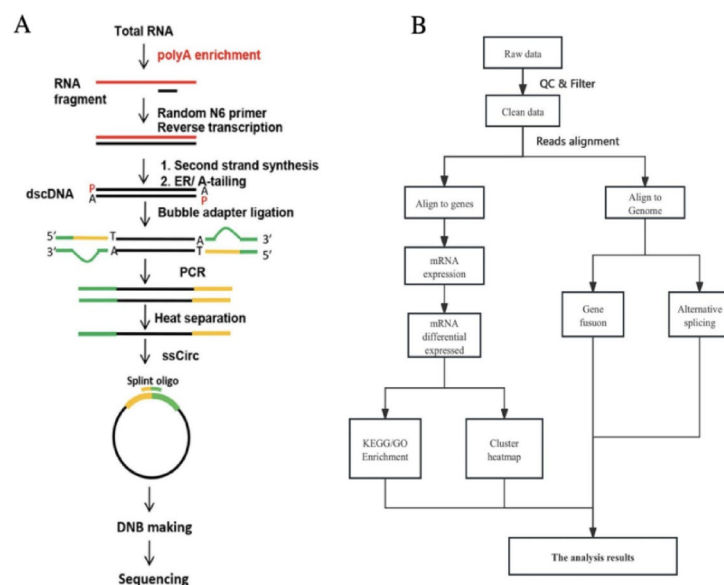 A
Total RNA
polyA enrichment
RNA
fragment
Random N6 primer
Reverse transcription
1. Second strand synthesis
2. ER/ A-tailing
P
A
dscDNA
A
P
Bubble adapter ligation
5'
T
A
3'
3'
A
T
5'
PCR
Heat separation
ssCirc
Splint oligo
DNB making
Sequencing
B
Raw data
QC & Filter
Clean data
Reads alignment
Align to genes
Align to
Genome
mRNA
expression
Gene
fusuon
Alternative
splicing
mRNA
differential
expressed
KEGG/GO
Enrichment
Cluster
heatmap
The analysis results